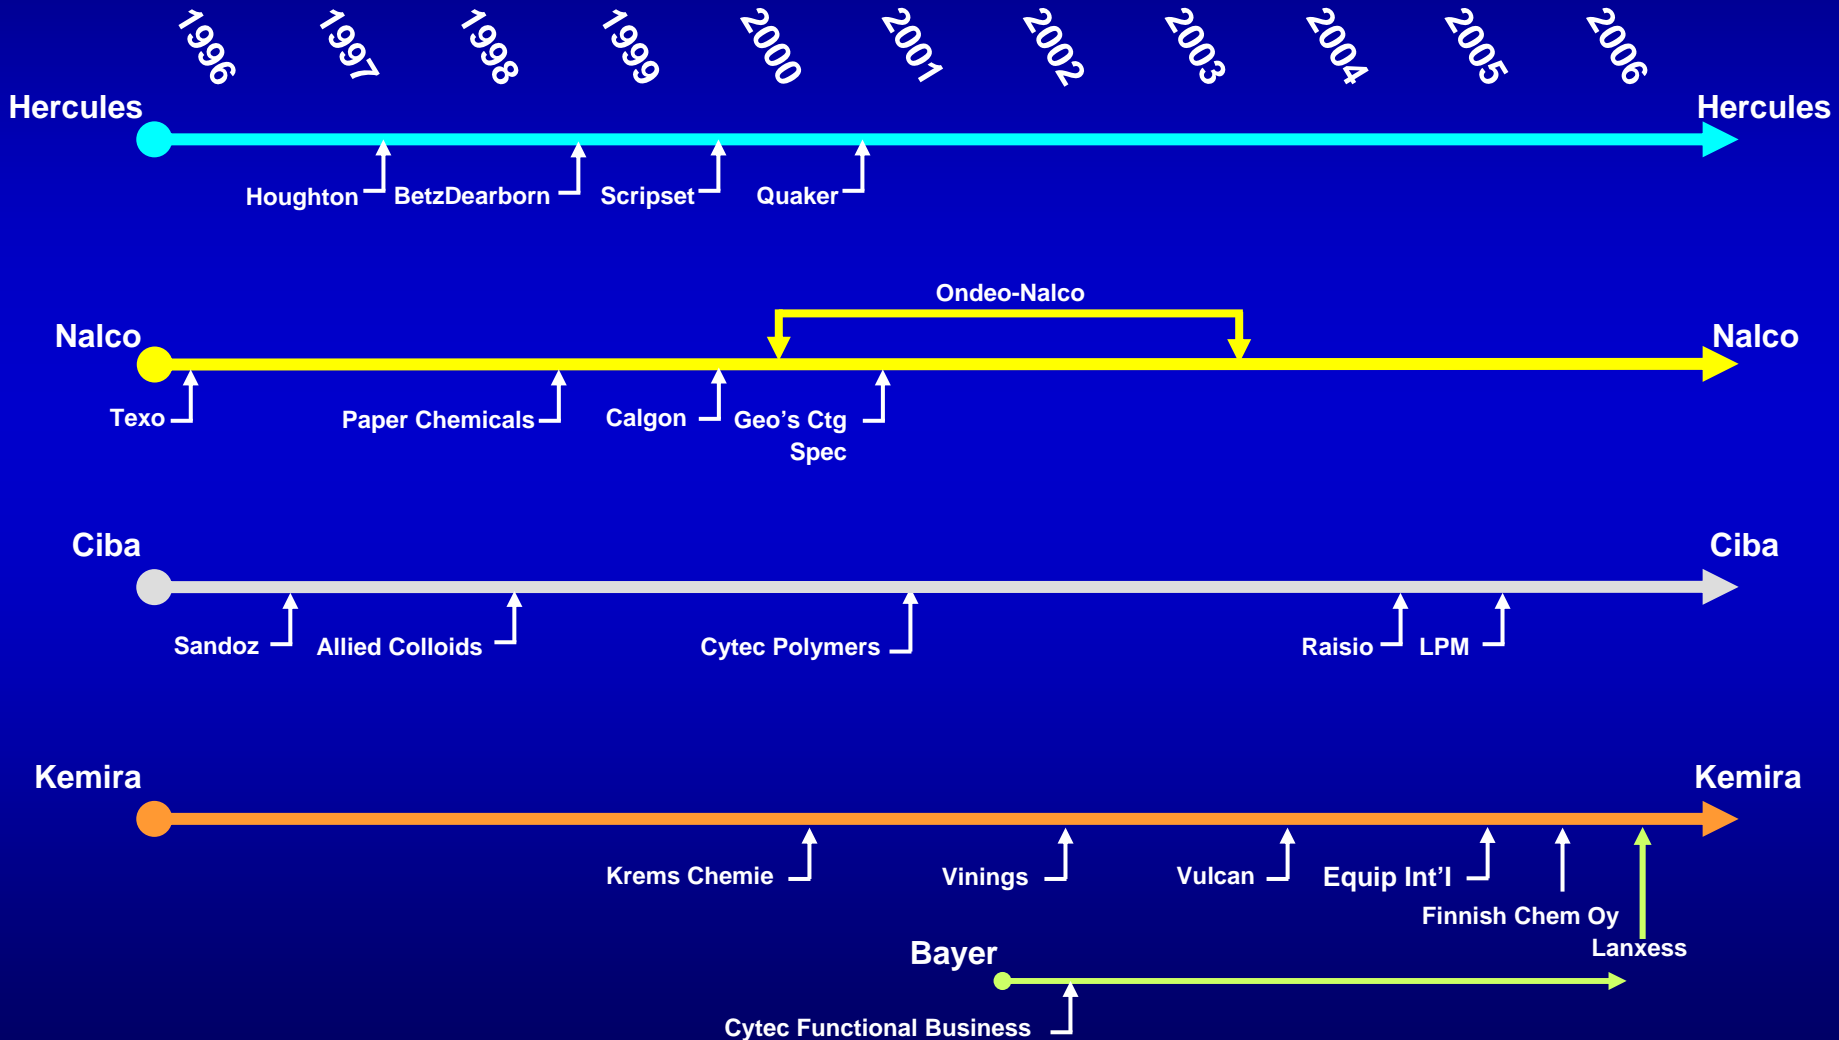 1996 1997 1998 1999 2000 2001 2002 2003 2004 2005 2006
Hercules Hercules
Houghton BetzDearborn Scripset Quaker
Ondeo-Nalco
Nalco Nalco
Texo Paper Chemicals Calgon Geo’s Ctg
Spec
Ciba Ciba
Sandoz Allied Colloids Cytec Polymers Raisio LPM
Kemira Kemira
Krems Chemie Vinings Vulcan Equip Int’l
Finnish Chem Oy
Bayer Lanxess
Cytec Functional Business